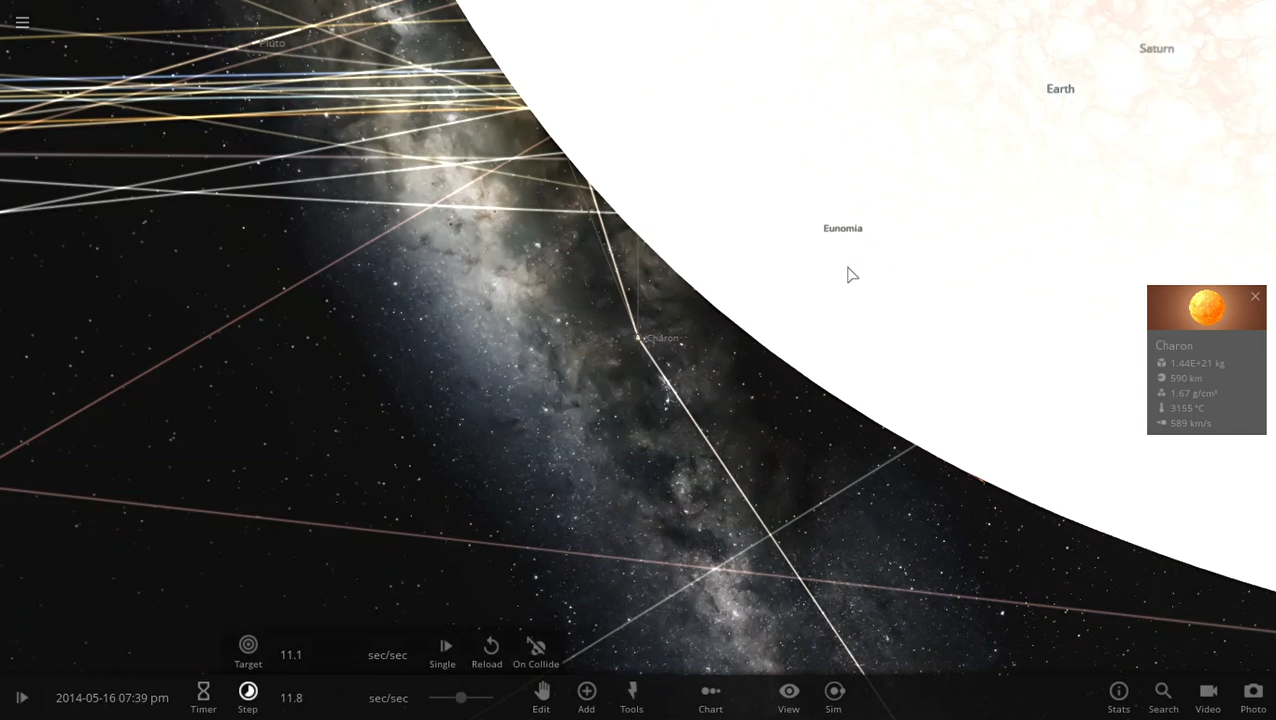 Pluto
Saturn
Earth
Eunomia
Charon
Charon
1.44E+21 kg
590 km
1.67 g/cm³
3155 °C
589 km/s
Target
11.1
sec/sec
Single
Reload
On Collide
2014-05-16 07:39 pm
Timer
Step
11.8
sec/sec
Edit
Add
Tools
Chart
View
Sim
Stats
Search
Video
Photo